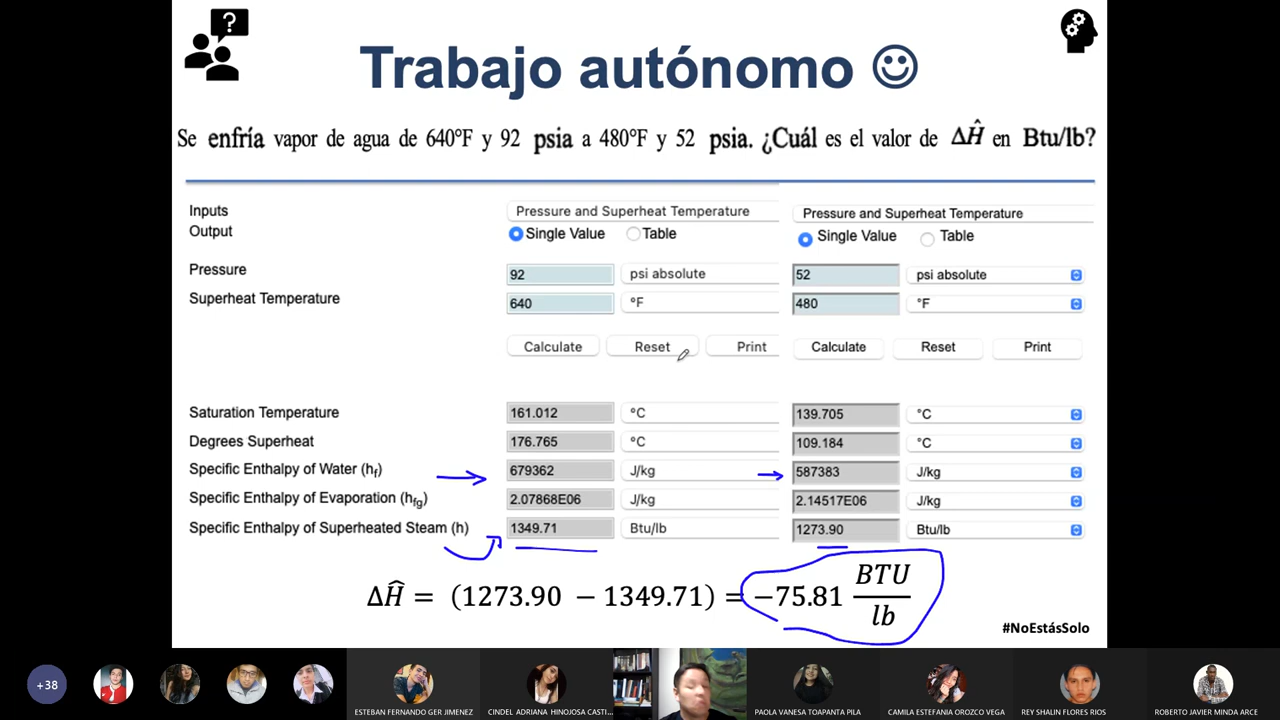 ?
Trabajo autónomo
Se enfría vapor de agua de 640°F y 92 psia a 480°F y 52 psia. ¿Cuál es el valor de ΔĤ en Btu/lb?
Inputs Pressure and Superheat Temperature Pressure and Superheat Temperature
Output Single Value Table Single Value Table
Pressure 92 psi absolute 52 psi absolute
Superheat Temperature 640 °F 480 °F
Calculate Reset Print Calculate Reset Print
Saturation Temperature 161.012 °C 139.705 °C
Degrees Superheat 176.765 °C 109.184 °C
Specific Enthalpy of Water (hf) 679362 J/kg 587383 J/kg
Specific Enthalpy of Evaporation (hfg) 2.07868E06 J/kg 2.14517E06 J/kg
Specific Enthalpy of Superheated Steam (h) 1349.71 Btu/lb 1273.90 Btu/lb
ΔĤ = (1273.90 − 1349.71) = −75.81 BTU/lb
#NoEstásSolo
+38
ESTEBAN FERNANDO GER JIMENEZ CINDEL ADRIANA HINOJOSA CASTI... PAOLA VANESA TOAPANTA PILA CAMILA ESTEFANIA OROZCO VEGA REY SHALIN FLORES RIOS ROBERTO JAVIER MINDA ARCE